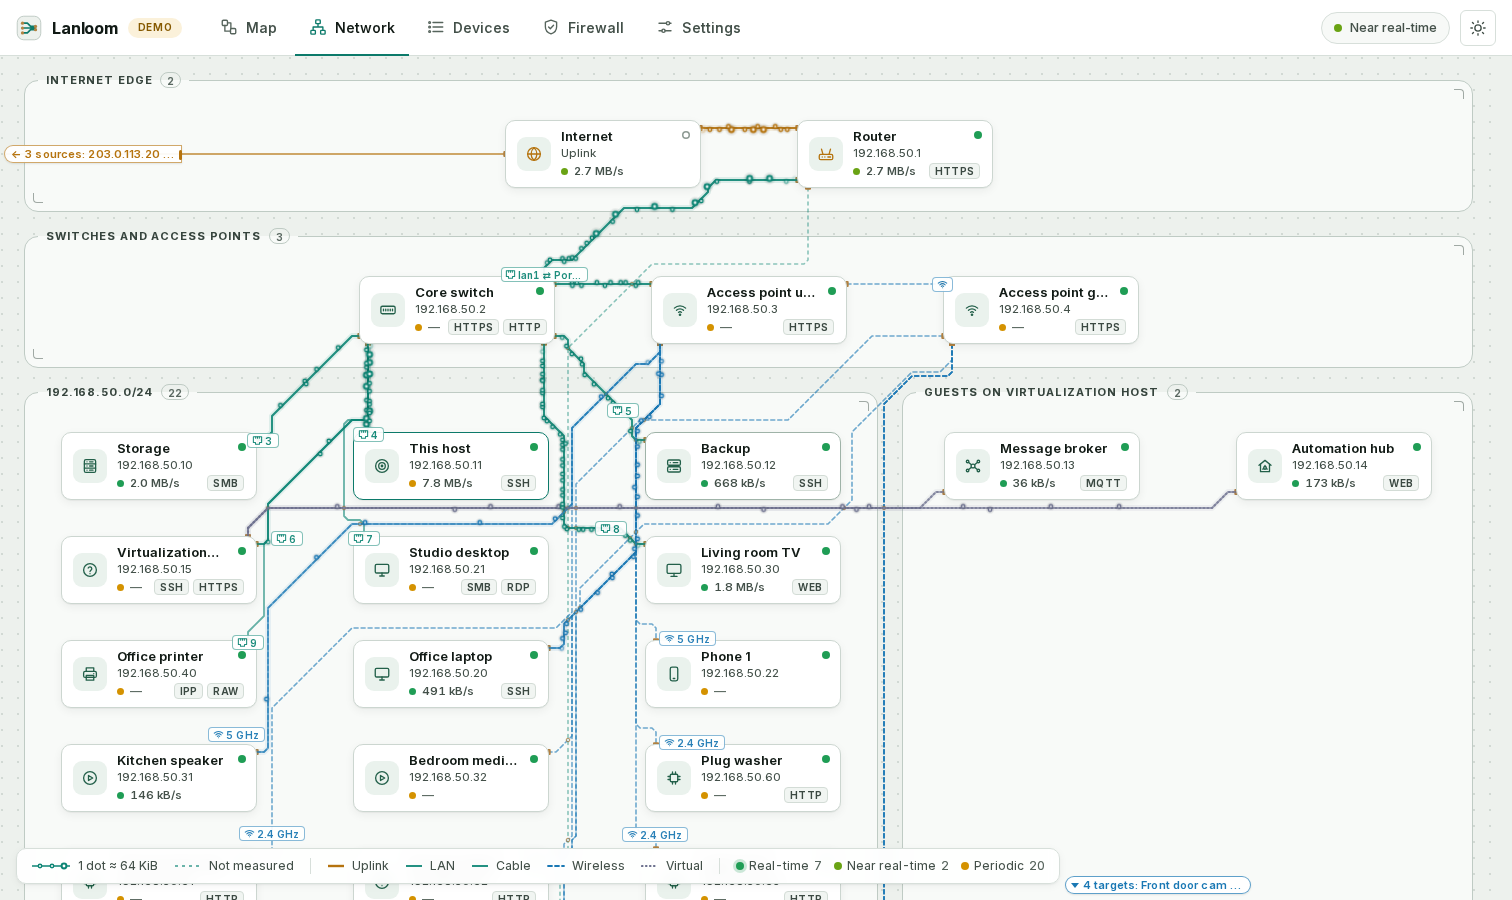 Lanloom DEMO Map Network Devices Firewall Settings Near real-time
INTERNET EDGE 2
Internet
Uplink
2.7 MB/s
Router
192.168.50.1
2.7 MB/s HTTPS
← 3 sources: 203.0.113.20 ...
SWITCHES AND ACCESS POINTS 3
lan1 ⇄ Por...
Core switch
192.168.50.2
— HTTPS HTTP
Access point u...
192.168.50.3
— HTTPS
Access point g...
192.168.50.4
— HTTPS
192.168.50.0/24 22
GUESTS ON VIRTUALIZATION HOST 2
5
3
4
Storage
192.168.50.10
2.0 MB/s SMB
This host
192.168.50.11
7.8 MB/s SSH
Backup
192.168.50.12
668 kB/s SSH
Message broker
192.168.50.13
36 kB/s MQTT
Automation hub
192.168.50.14
173 kB/s WEB
6
7
8
Virtualization...
192.168.50.15
— SSH HTTPS
Studio desktop
192.168.50.21
— SMB RDP
Living room TV
192.168.50.30
1.8 MB/s WEB
9
5 GHz
Office printer
192.168.50.40
— IPP RAW
Office laptop
192.168.50.20
491 kB/s SSH
Phone 1
192.168.50.22
—
5 GHz
2.4 GHz
Kitchen speaker
192.168.50.31
146 kB/s
Bedroom medi...
192.168.50.32
—
Plug washer
192.168.50.60
— HTTP
2.4 GHz
2.4 GHz
1 dot ≈ 64 KiB Not measured Uplink LAN Cable Wireless Virtual Real-time 7 Near real-time 2 Periodic 20
4 targets: Front door cam ...
— HTTP
— HTTP
— HTTP